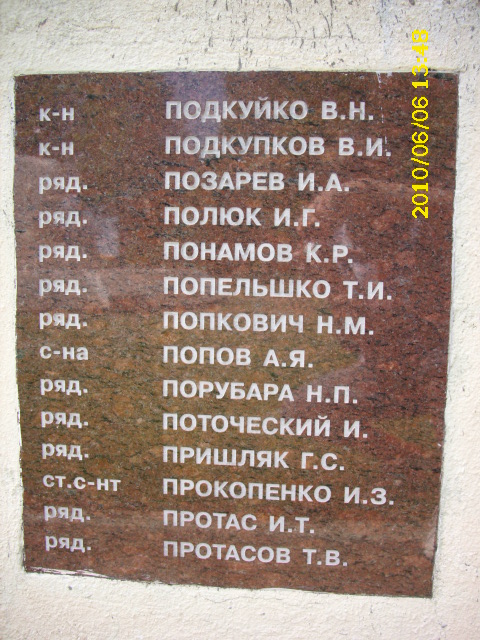 к-н ПОДКУЙКО В.Н.
к-н ПОДКУПКОВ В.И.
ряд. ПОЗАРЕВ И.А.
ряд. ПОЛЮК И.Г.
ряд. ПОНАМОВ К.Р.
ряд. ПОПЕЛЬШКО Т.И.
ряд. ПОПКОВИЧ Н.М.
с-на ПОПОВ А.Я.
ряд. ПОРУБАРА Н.П.
ряд. ПОТОЧЕСКИЙ И.
ряд. ПРИШЛЯК Г.С.
ст.с-нт ПРОКОПЕНКО И.З.
ряд. ПРОТАС И.Т.
ряд. ПРОТАСОВ Т.В.
2010/06/06 13:48